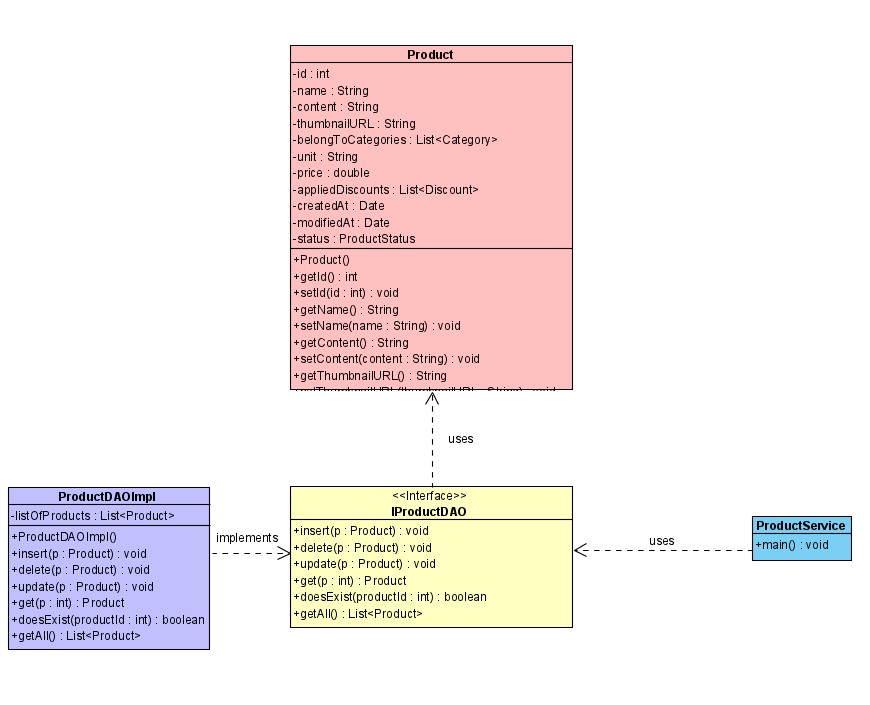 Product
-id : int
-name : String
-content : String
-thumbnailURL : String
-belongToCategories : List<Category>
-unit : String
-price : double
-appliedDiscounts : List<Discount>
-createdAt : Date
-modifiedAt : Date
-status : ProductStatus
+Product()
+getId() : int
+setId(id : int) : void
+getName() : String
+setName(name : String) : void
+getContent() : String
+setContent(content : String) : void
+getThumbnailURL() : String
uses
ProductDAOImpl
-listOfProducts : List<Product>
+ProductDAOImpl()
+insert(p : Product) : void
+delete(p : Product) : void
+update(p : Product) : void
+get(p : int) : Product
+doesExist(productId : int) : boolean
+getAll() : List<Product>
implements
<<Interface>>
IProductDAO
+insert(p : Product) : void
+delete(p : Product) : void
+update(p : Product) : void
+get(p : int) : Product
+doesExist(productId : int) : boolean
+getAll() : List<Product>
uses
ProductService
+main() : void